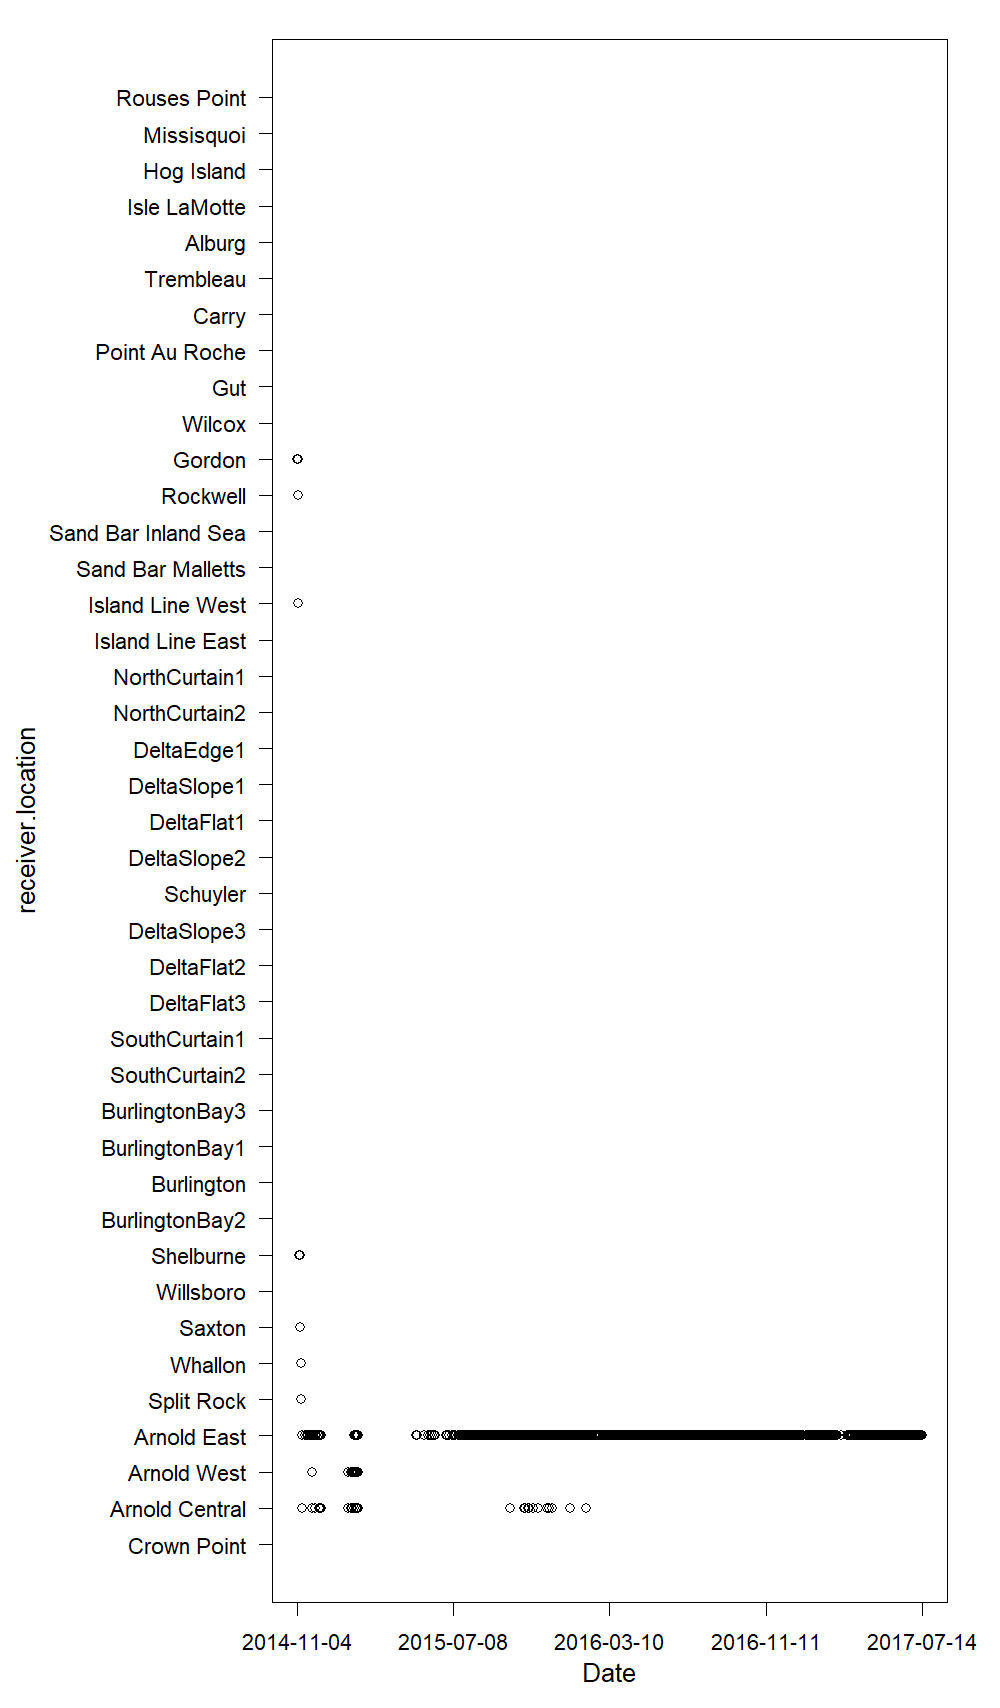 Rouses Point
Missisquoi
Hog Island
Isle LaMotte
Alburg
Trembleau
Carry
Point Au Roche
Gut
Wilcox
Gordon
Rockwell
Sand Bar Inland Sea
Sand Bar Malletts
Island Line West
Island Line East
NorthCurtain1
NorthCurtain2
DeltaEdge1
DeltaSlope1
DeltaFlat1
DeltaSlope2
Schuyler
DeltaSlope3
DeltaFlat2
DeltaFlat3
SouthCurtain1
SouthCurtain2
BurlingtonBay3
BurlingtonBay1
Burlington
BurlingtonBay2
Shelburne
Willsboro
Saxton
Whallon
Split Rock
Arnold East
Arnold West
Arnold Central
Crown Point
receiver.location
2014-11-04 2015-07-08 2016-03-10 2016-11-11 2017-07-14
Date